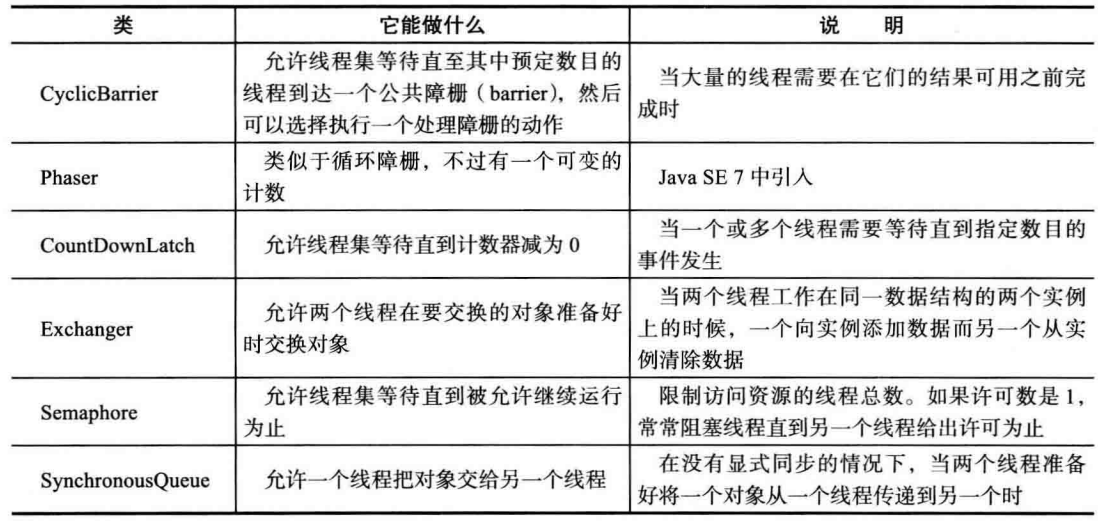 类 它能做什么 说 明
允许线程集等待直至其中预定数目的
CyclicBarrier 线程到达一个公共障栅（barrier），然后
可以选择执行一个处理障栅的动作
当大量的线程需要在它们的结果可用之前完
成时
Phaser
类似于循环障栅，不过有一个可变的
计数
Java SE 7 中引入
CountDownLatch
允许线程集等待直到计数器减为 0
当一个或多个线程需要等待直到指定数目的
事件发生
Exchanger
允许两个线程在要交换的对象准备好
时交换对象
当两个线程工作在同一数据结构的两个实例
上的时候，一个向实例添加数据而另一个从实
例清除数据
Semaphore
允许线程集等待直到被允许继续运行
为止
限制访问资源的线程总数。如果许可数是 1，
常常阻塞线程直到另一个线程给出许可为止
SynchronousQueue
允许一个线程把对象交给另一个线程
在没有显式同步的情况下，当两个线程准备
好将一个对象从一个线程传递到另一个时